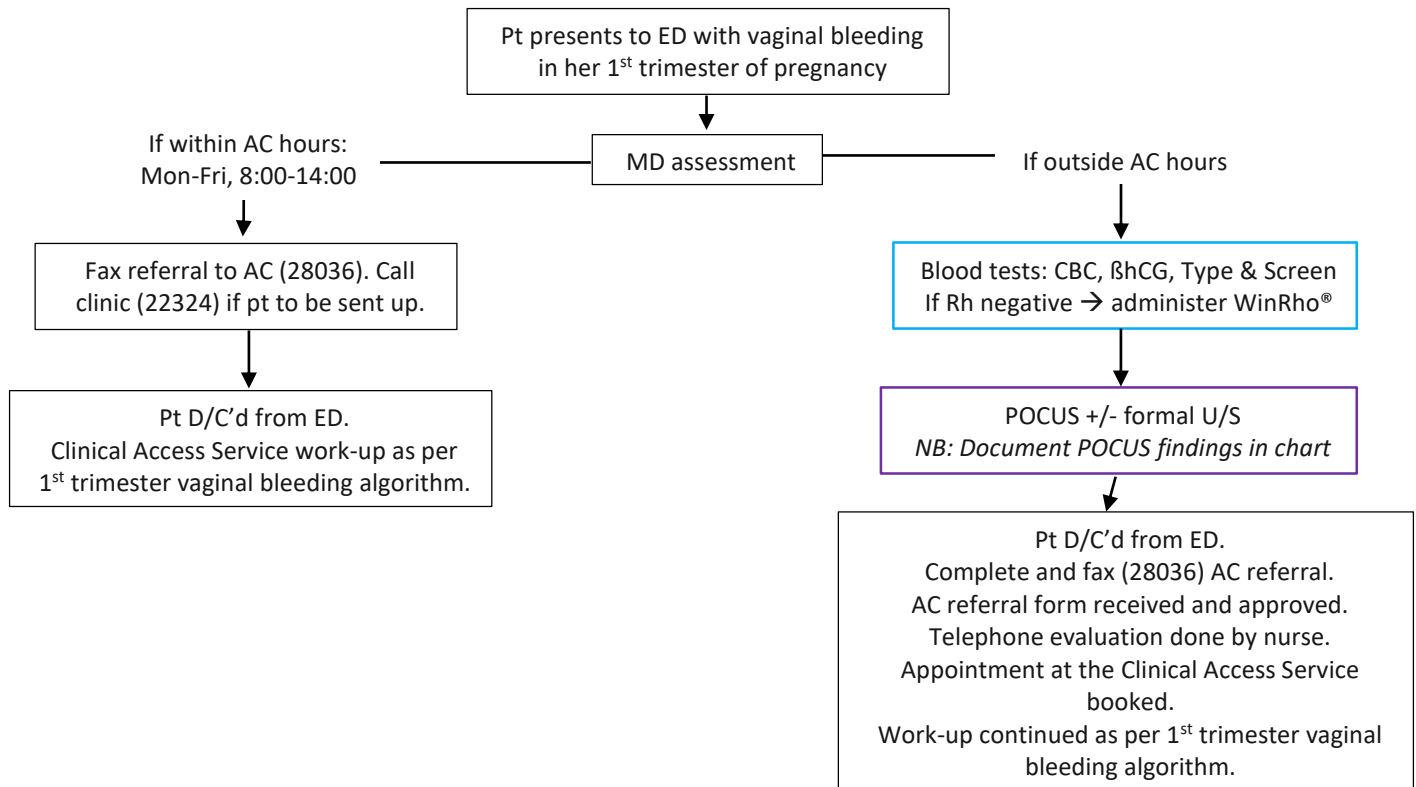 Pt presents to ED with vaginal bleeding
in her 1st trimester of pregnancy
If within AC hours:
Mon-Fri, 8:00-14:00
MD assessment
If outside AC hours
Fax referral to AC (28036). Call
clinic (22324) if pt to be sent up.
Pt D/C’d from ED.
Clinical Access Service work-up as per
1st trimester vaginal bleeding algorithm.
Blood tests: CBC, ßhCG, Type & Screen
If Rh negative → administer WinRho®
POCUS +/- formal U/S
NB: Document POCUS findings in chart
Pt D/C’d from ED.
Complete and fax (28036) AC referral.
AC referral form received and approved.
Telephone evaluation done by nurse.
Appointment at the Clinical Access Service
booked.
Work-up continued as per 1st trimester vaginal
bleeding algorithm.